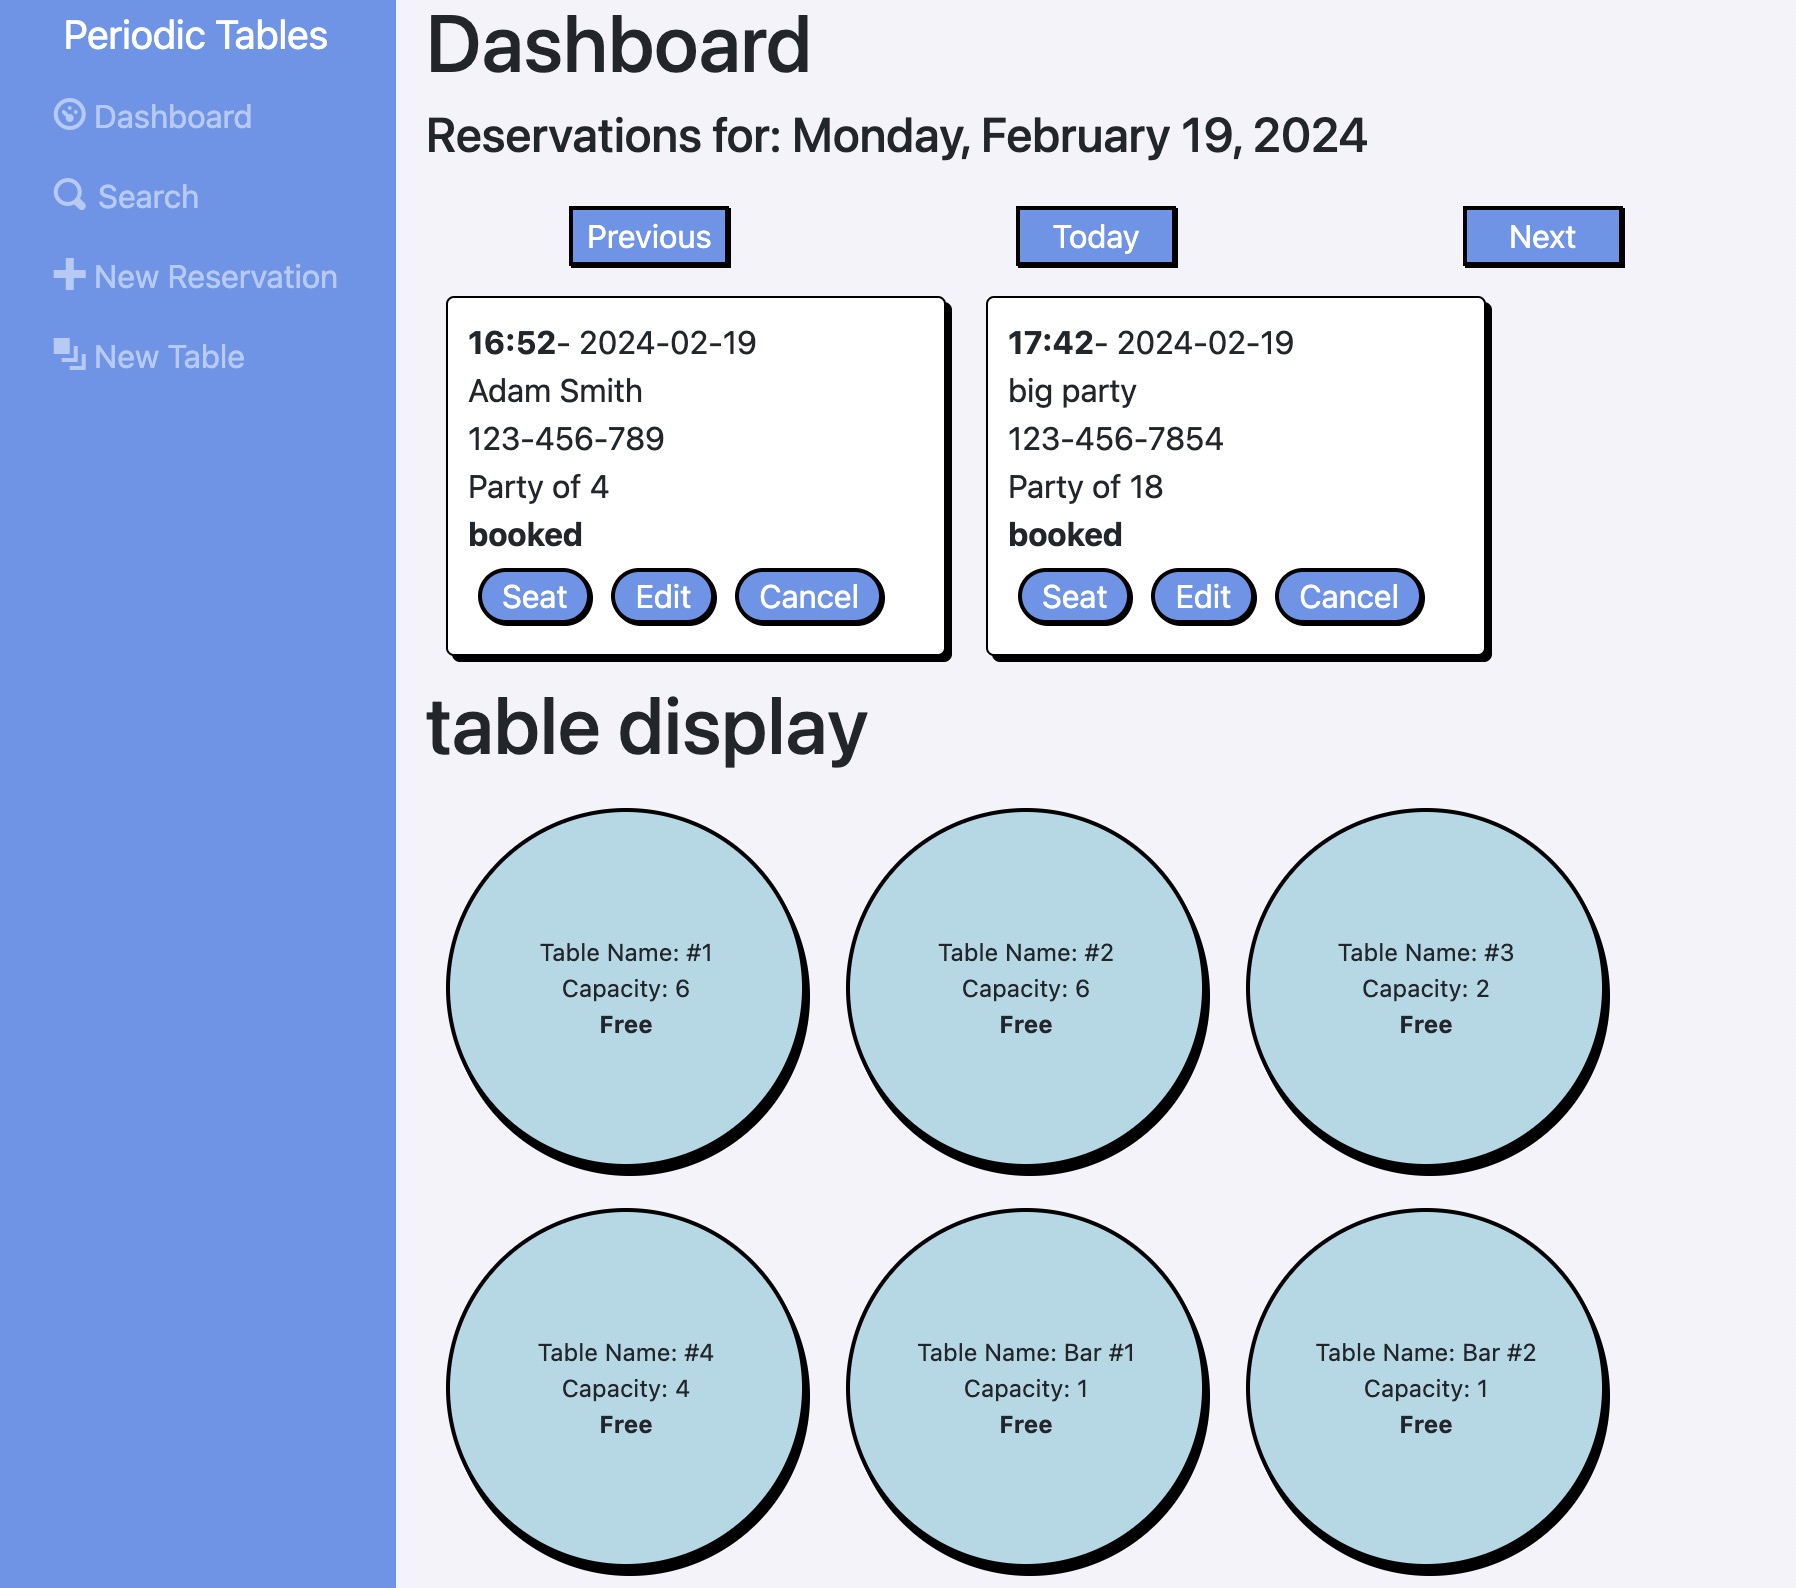 Periodic Tables
Dashboard
Search
New Reservation
New Table
Dashboard
Reservations for: Monday, February 19, 2024
Previous
Today
Next
16:52- 2024-02-19
Adam Smith
123-456-789
Party of 4
booked
Seat Edit Cancel
17:42- 2024-02-19
big party
123-456-7854
Party of 18
booked
Seat Edit Cancel
table display
Table Name: #1
Capacity: 6
Free
Table Name: #2
Capacity: 6
Free
Table Name: #3
Capacity: 2
Free
Table Name: #4
Capacity: 4
Free
Table Name: Bar #1
Capacity: 1
Free
Table Name: Bar #2
Capacity: 1
Free